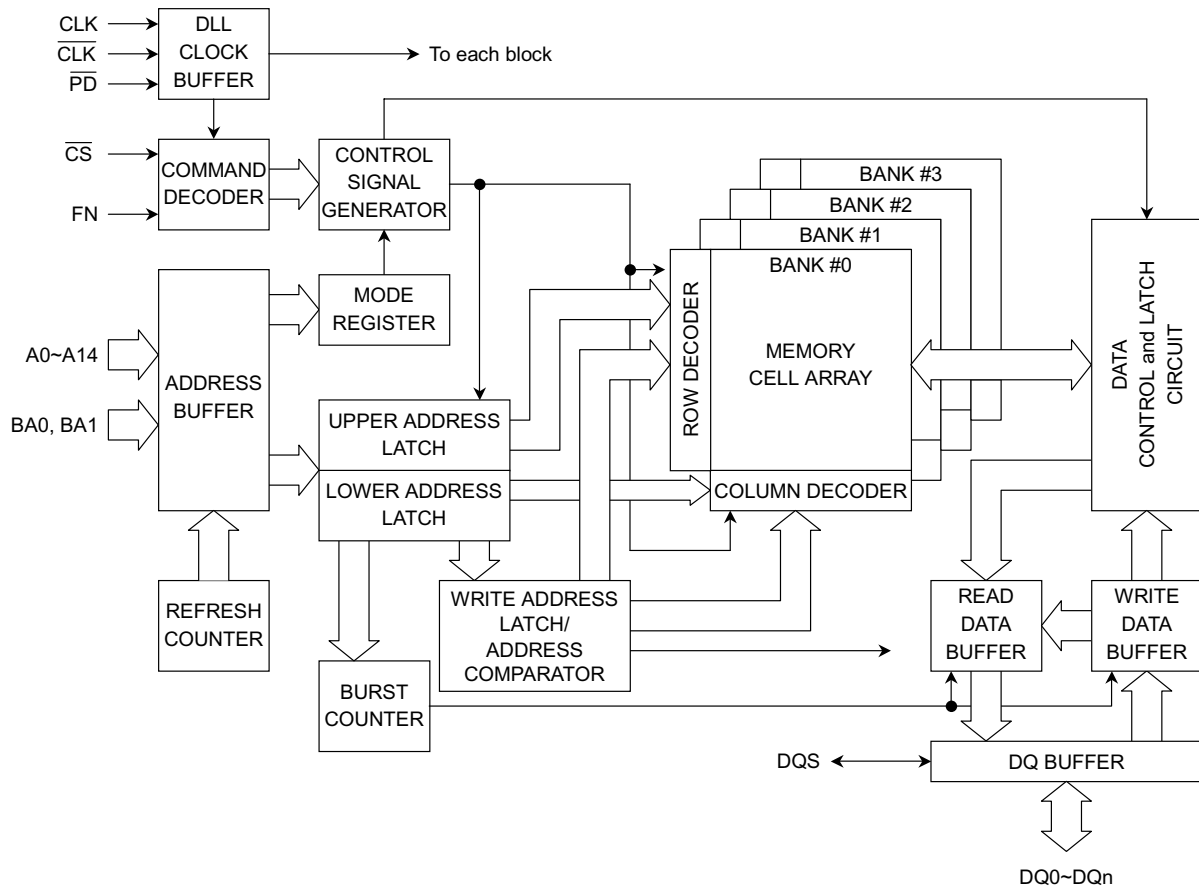 CLK
CLK
PD
DLL
CLOCK
BUFFER
To each block
CS
FN
COMMAND
DECODER
CONTROL
SIGNAL
GENERATOR
BANK #3
BANK #2
BANK #1
BANK #0
MODE
REGISTER
A0~A14
BA0, BA1
ADDRESS
BUFFER
UPPER ADDRESS
LATCH
LOWER ADDRESS
LATCH
ROW DECODER
MEMORY
CELL ARRAY
COLUMN DECODER
DATA
CONTROL and LATCH
CIRCUIT
REFRESH
COUNTER
WRITE ADDRESS
LATCH/
ADDRESS
COMPARATOR
READ
DATA
BUFFER
WRITE
DATA
BUFFER
BURST
COUNTER
DQS
DQ BUFFER
DQ0~DQn